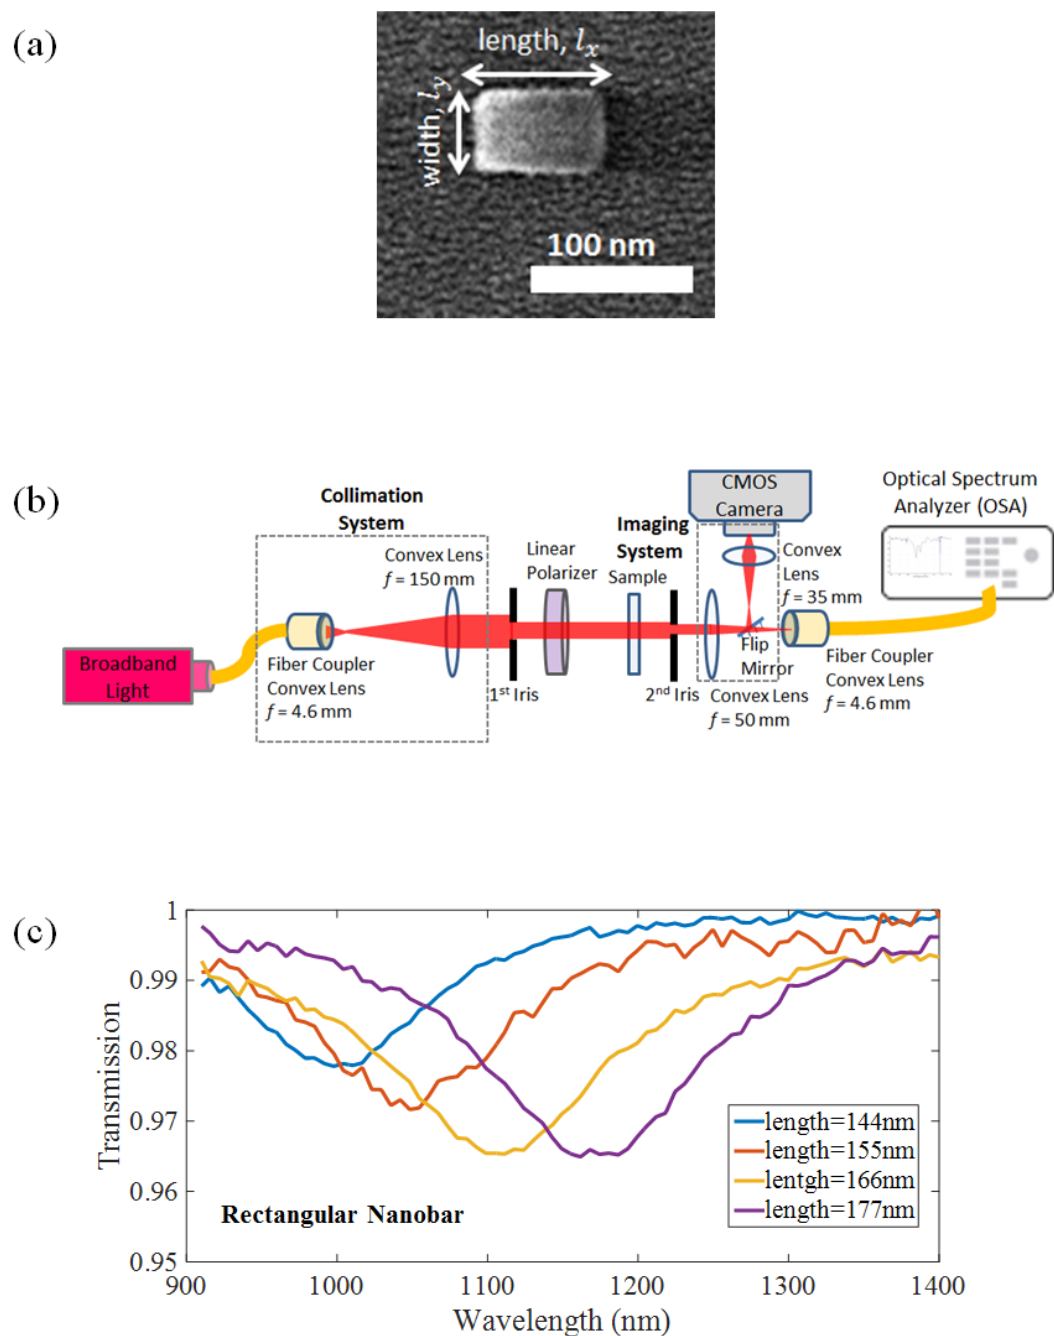 (a)
length, lx
width, ly
100 nm
(b)
Collimation
System
Convex Lens
f = 150 mm
Linear
Polarizer
Imaging
System
Sample
CMOS
Camera
Convex
Lens
f = 35 mm
Optical Spectrum
Analyzer (OSA)
Broadband
Light
Fiber Coupler
Convex Lens
f = 4.6 mm
1st Iris
2nd Iris
Flip
Mirror
Convex Lens
f = 50 mm
Fiber Coupler
Convex Lens
f = 4.6 mm
(c)
Transmission
1
0.99
0.98
0.97
0.96
0.95
length=144nm
length=155nm
lentgh=166nm
length=177nm
Rectangular Nanobar
900 1000 1100 1200 1300 1400
Wavelength (nm)